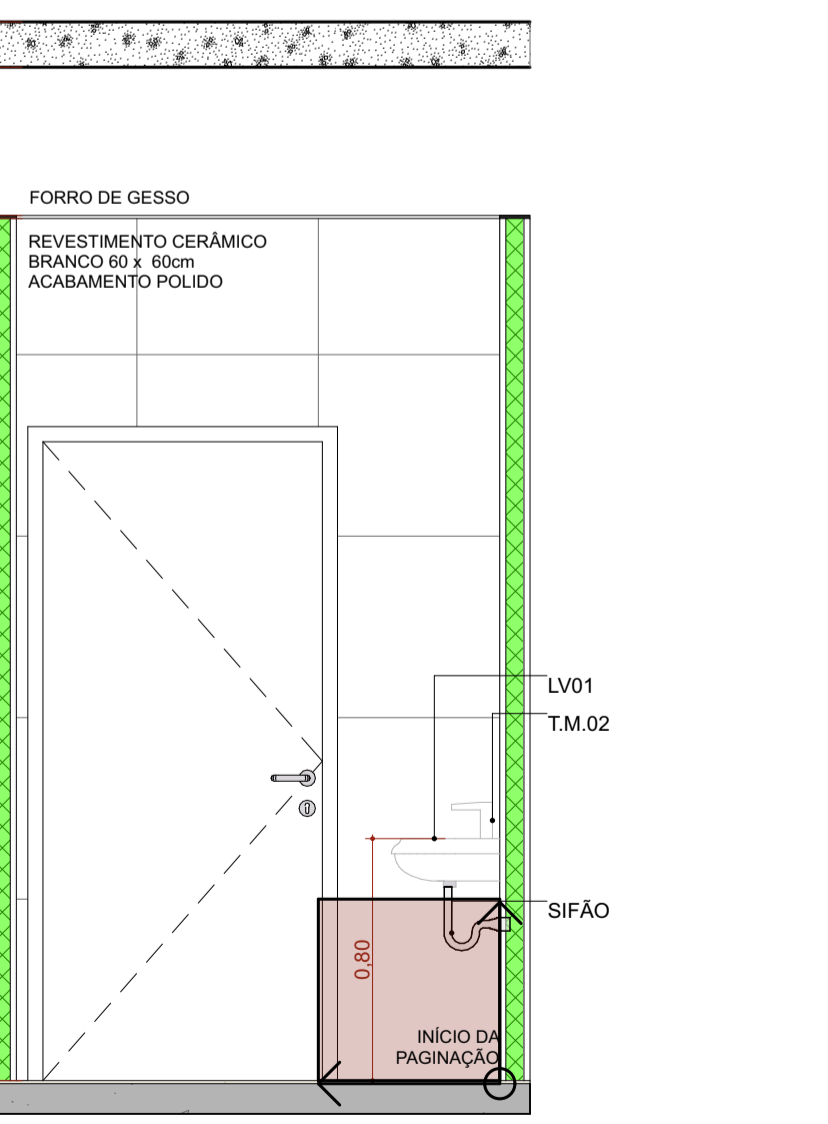 FORRO DE GESSO
REVESTIMENTO CERÂMICO
BRANCO 60 x  60cm
ACABAMENTO POLIDO
LV01
T.M.02
SIFÃO
0,80
INÍCIO DA
PAGINAÇÃO